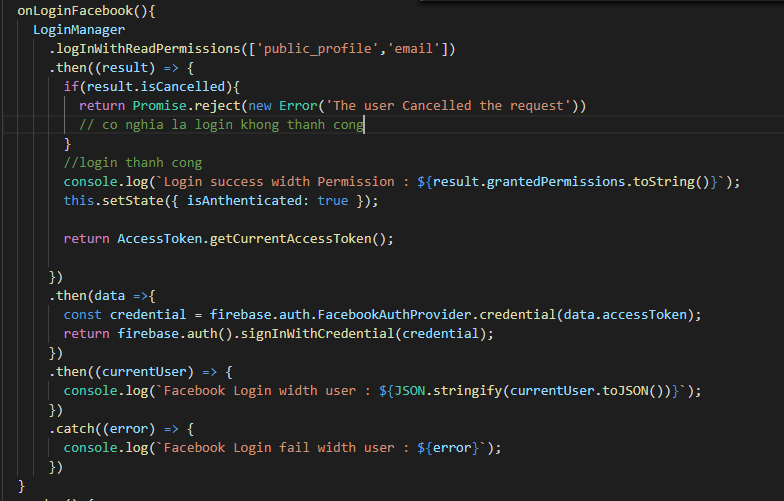 onLoginFacebook(){
LoginManager
.logInWithReadPermissions(['public_profile','email'])
.then((result) => {
if(result.isCancelled){
return Promise.reject(new Error('The user Cancelled the request'))
// co nghia la login khong thanh cong
}
//login thanh cong
console.log(`Login success width Permission : ${result.grantedPermissions.toString()}`);
this.setState({ isAnthenticated: true });
return AccessToken.getCurrentAccessToken();
})
.then(data =>{
const credential = firebase.auth.FacebookAuthProvider.credential(data.accessToken);
return firebase.auth().signInWithCredential(credential);
})
.then((currentUser) => {
console.log(`Facebook Login width user : ${JSON.stringify(currentUser.toJSON())}`);
})
.catch((error) => {
console.log(`Facebook Login fail width user : ${error}`);
})
}